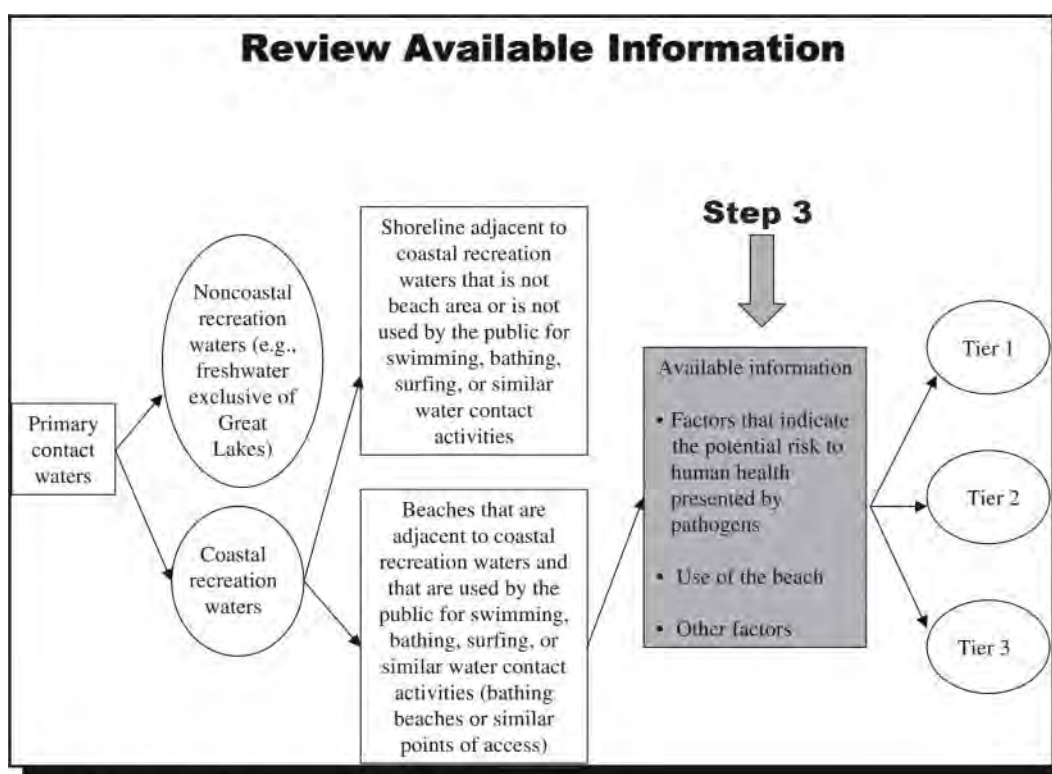 Review Available Information
Primary
contact
waters
Noncoastal
recreation
waters (e.g.,
freshwater
exclusive of
Great
Lakes)
Coastal
recreation
waters
Shoreline adjacent to
coastal recreation
waters that is not
beach area or is not
used by the public for
swimming, bathing,
surfing, or similar
water contact
activities
Beaches that are
adjacent to coastal
recreation waters and
that are used by the
public for swimming,
bathing, surfing, or
similar water contact
activities (bathing
beaches or similar
points of access)
Step 3
Available information
• Factors that indicate
the potential risk to
human health
presented by
pathogens
• Use of the beach
• Other factors
Tier 1
Tier 2
Tier 3